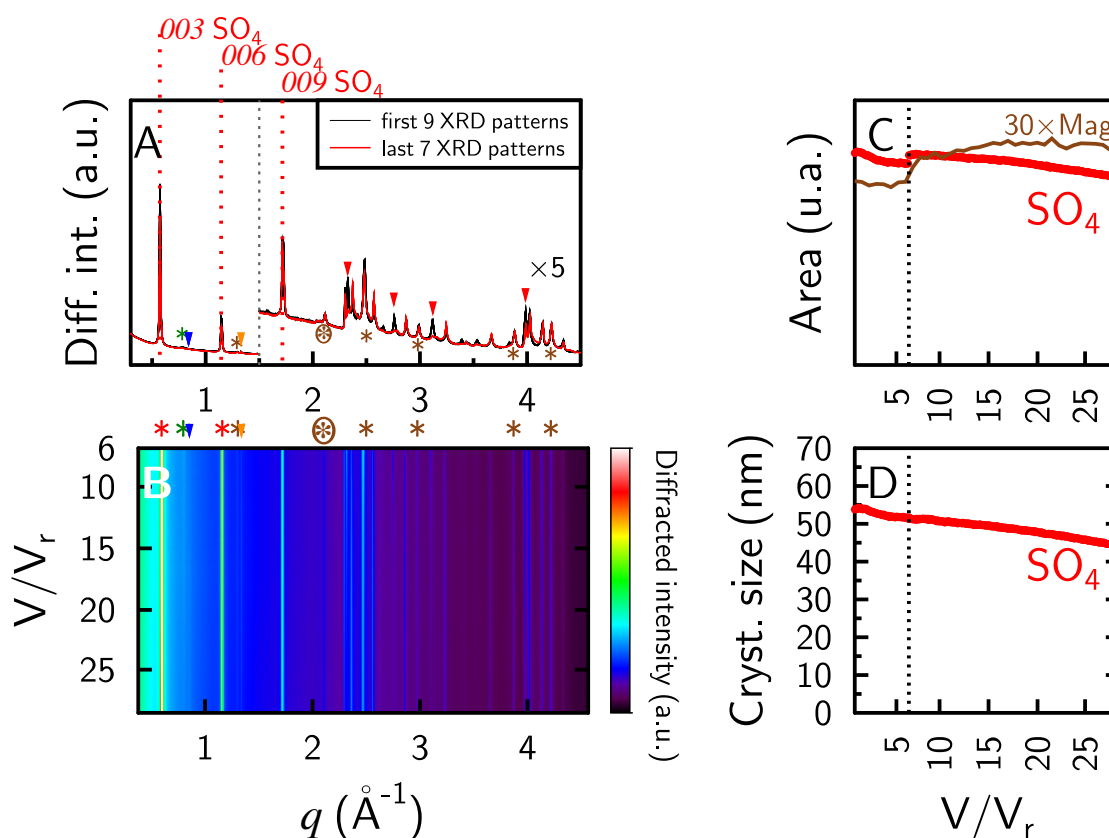 003 SO4
006 SO4
009 SO4
A
first 9 XRD patterns
last 7 XRD patterns
×5
Diff. int. (a.u.)
1 2 3 4
* * * * * * * * *
B
6
10
15
20
25
V/Vr
1 2 3 4
q (Å-1)
Diffracted intensity (a.u.)
C
30×Mag
SO4
Area (u.a.)
5 10 15 20 25
D
70
60
50
40
30
20
10
0
SO4
Cryst. size (nm)
5 10 15 20 25
V/Vr